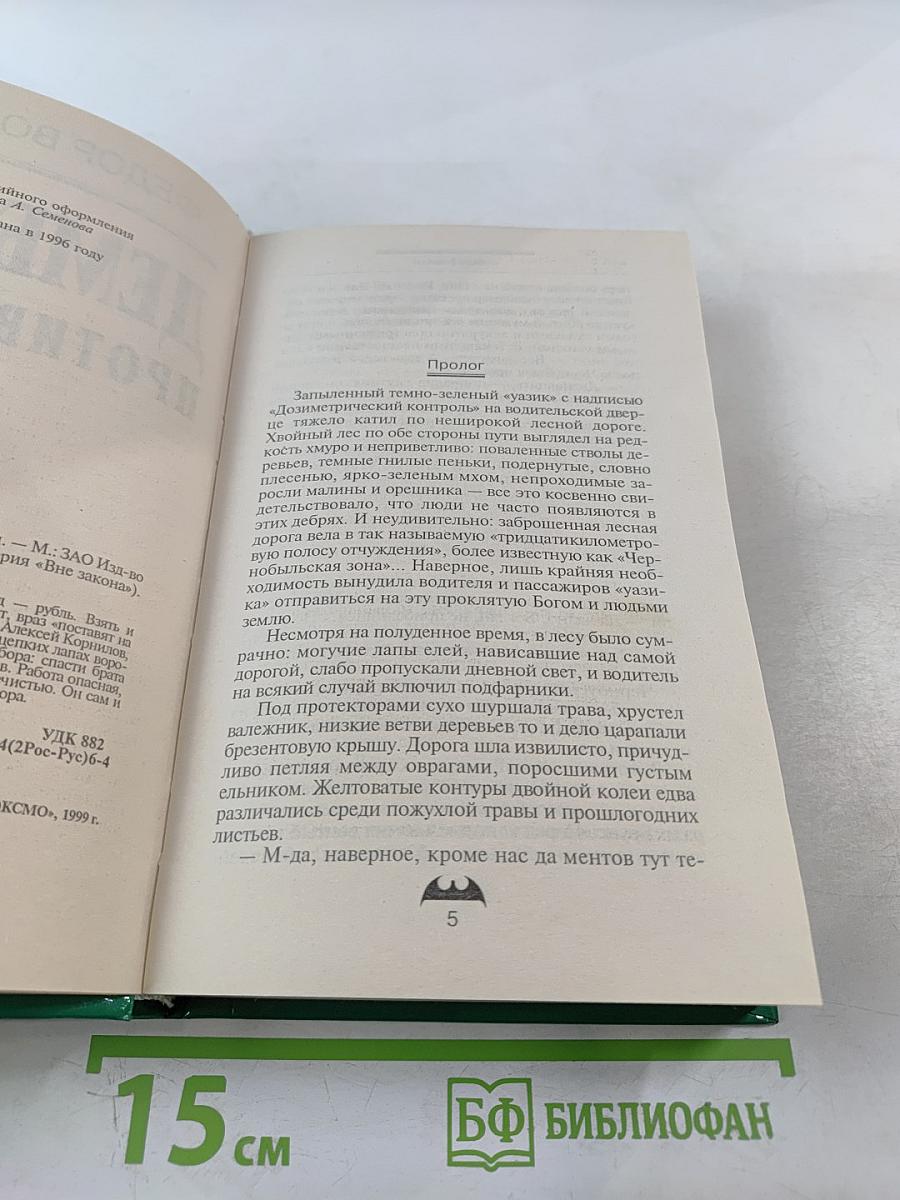 ийного оформления
а А. Семенова
ана в 1996 году
. — М.: ЗАО Изд-во
рия «Вне закона»).
д — рубль. Взять и
т, враз «поставят на
Алексей Корнилов,
цепких лапах воро-
бора: спасти брата
в. Работа опасная,
чистью. Он сам и
ора.
УДК 882
4(2Рос-Рус)6-4
ЭКСМО», 1999 г.
Пролог
Запыленный темно-зеленый «уазик» с надписью
«Дозиметрический контроль» на водительской двер-
це тяжело катил по неширокой лесной дороге.
Хвойный лес по обе стороны пути выглядел на ред-
кость хмуро и неприветливо: поваленные стволы де-
ревьев, темные гнилые пеньки, подернутые, словно
плесенью, ярко-зеленым мхом, непроходимые за-
росли малины и орешника — все это косвенно сви-
детельствовало, что люди не часто появляются в
этих дебрях. И неудивительно: заброшенная лесная
дорога вела в так называемую «тридцатикилометро-
вую полосу отчуждения», более известную как «Чер-
нобыльская зона»... Наверное, лишь крайняя необ-
ходимость вынудила водителя и пассажиров «уази-
ка» отправиться на эту проклятую Богом и людьми
землю.
Несмотря на полуденное время, в лесу было сум-
рачно: могучие лапы елей, нависавшие над самой
дорогой, слабо пропускали дневной свет, и водитель
на всякий случай включил подфарники.
Под протекторами сухо шуршала трава, хрустел
валежник, низкие ветви деревьев то и дело царапали
брезентовую крышу. Дорога шла извилисто, причуд-
ливо петляя между оврагами, поросшими густым
ельником. Желтоватые контуры двойной колеи едва
различались среди пожухлой травы и прошлогодних
листьев.
— М-да, наверное, кроме нас да ментов тут те-
5
15 см
БФ БИБЛИОФАН